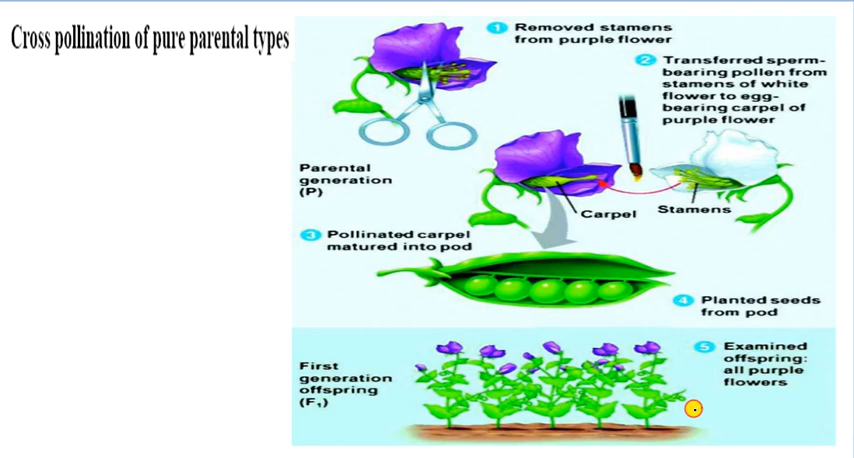 Cross pollination of pure parental types
1 Removed stamens
from purple flower
2 Transferred sperm-
bearing pollen from
stamens of white
flower to egg-
bearing carpel of
purple flower
Parental
generation
(P)
Carpel
Stamens
3 Pollinated carpel
matured into pod
4 Planted seeds
from pod
First
generation
offspring
(F₁)
5 Examined
offspring:
all purple
flowers